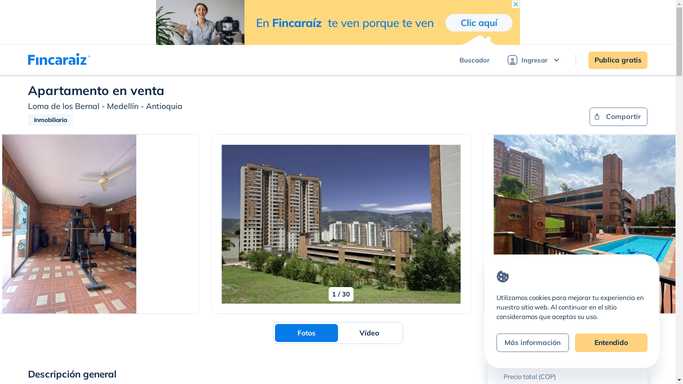 En Fincaraíz te ven porque te ven
Clic aquí
Fincaraiz
Buscador
Ingresar
Publica gratis
Apartamento en venta
Loma de los Bernal - Medellín - Antioquia
Inmobiliaria
Compartir
1 / 30
Fotos
Vídeo
Utilizamos cookies para mejorar tu experiencia en
nuestro sitio web. Al continuar en el sitio
consideramos que aceptas su uso.
Más información
Entendido
Descripción general
Precio total (COP)